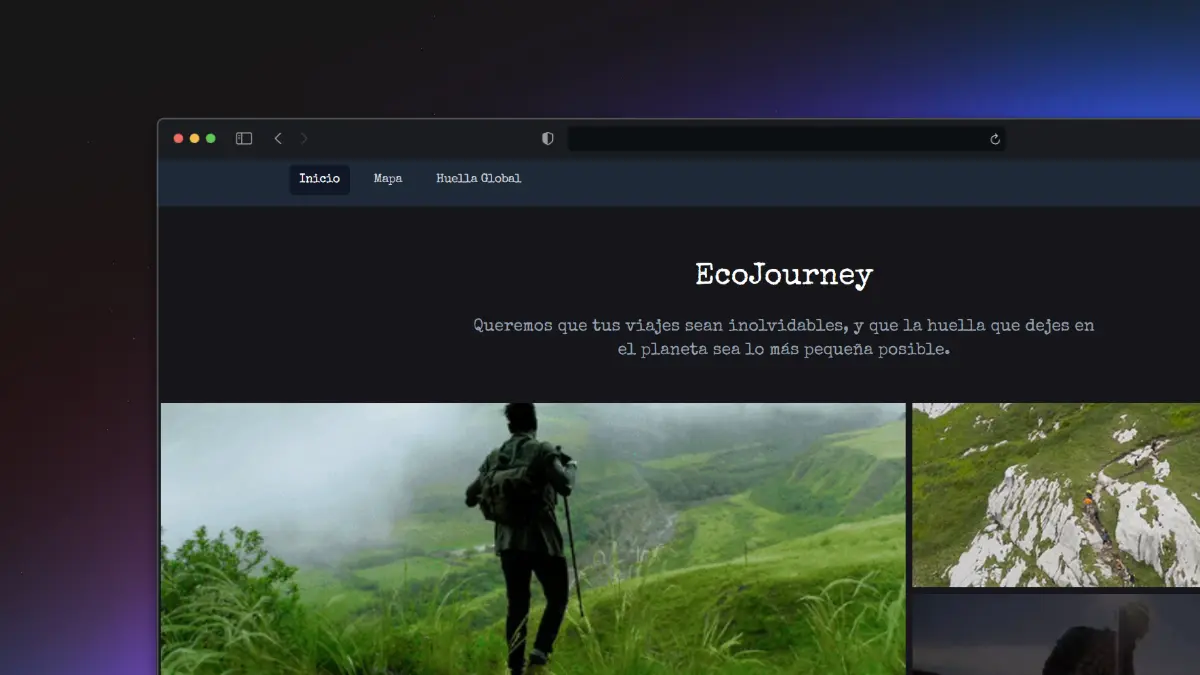 Inicio Mapa Huella Global
EcoJourney
Queremos que tus viajes sean inolvidables, y que la huella que dejes en
el planeta sea lo más pequeña posible.